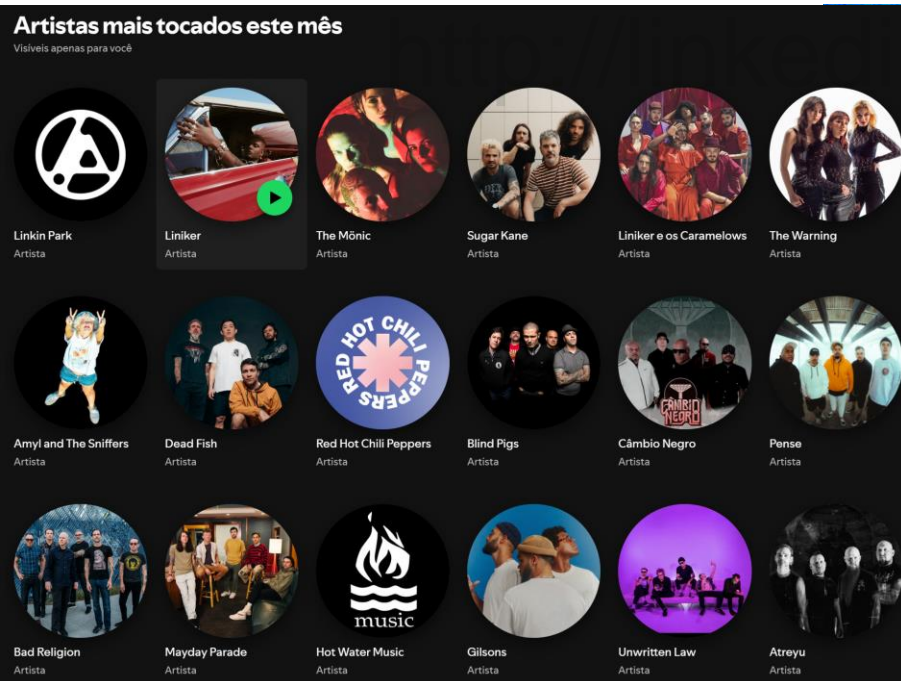 Artistas mais tocados este mês
Visíveis apenas para você
http://linkedi
Linkin Park
Artista
Liniker
Artista
The Mönic
Artista
Sugar Kane
Artista
Liniker e os Caramelows
Artista
The Warning
Artista
RED HOT CHILI PEPPERS
CÂMBIO
NEGRO
Amyl and The Sniffers
Artista
Dead Fish
Artista
Red Hot Chili Peppers
Artista
Blind Pigs
Artista
Câmbio Negro
Artista
Pense
Artista
music
Bad Religion
Artista
Mayday Parade
Artista
Hot Water Music
Artista
Gilsons
Artista
Unwritten Law
Artista
Atreyu
Artista